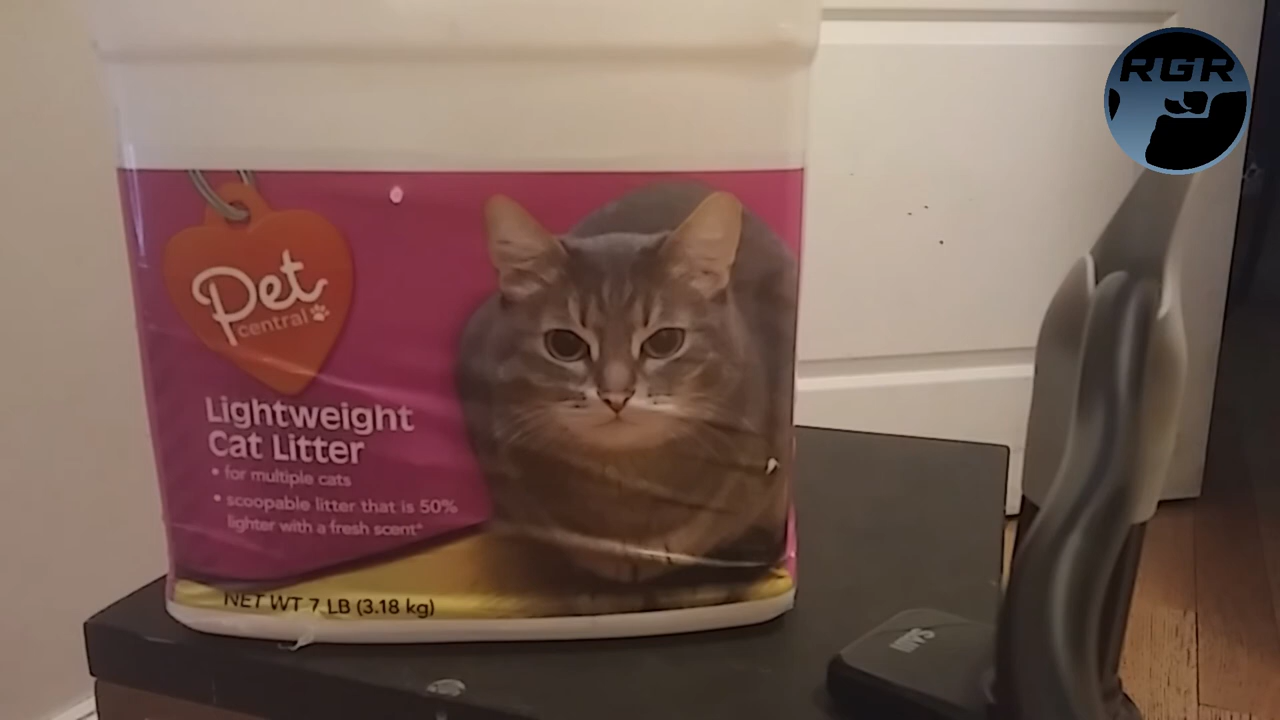 RGR
Pet
central
Lightweight
Cat Litter
• for multiple cats
• scoopable litter that is 50%
lighter with a fresh scent*
NET WT 7 LB (3.18 kg)